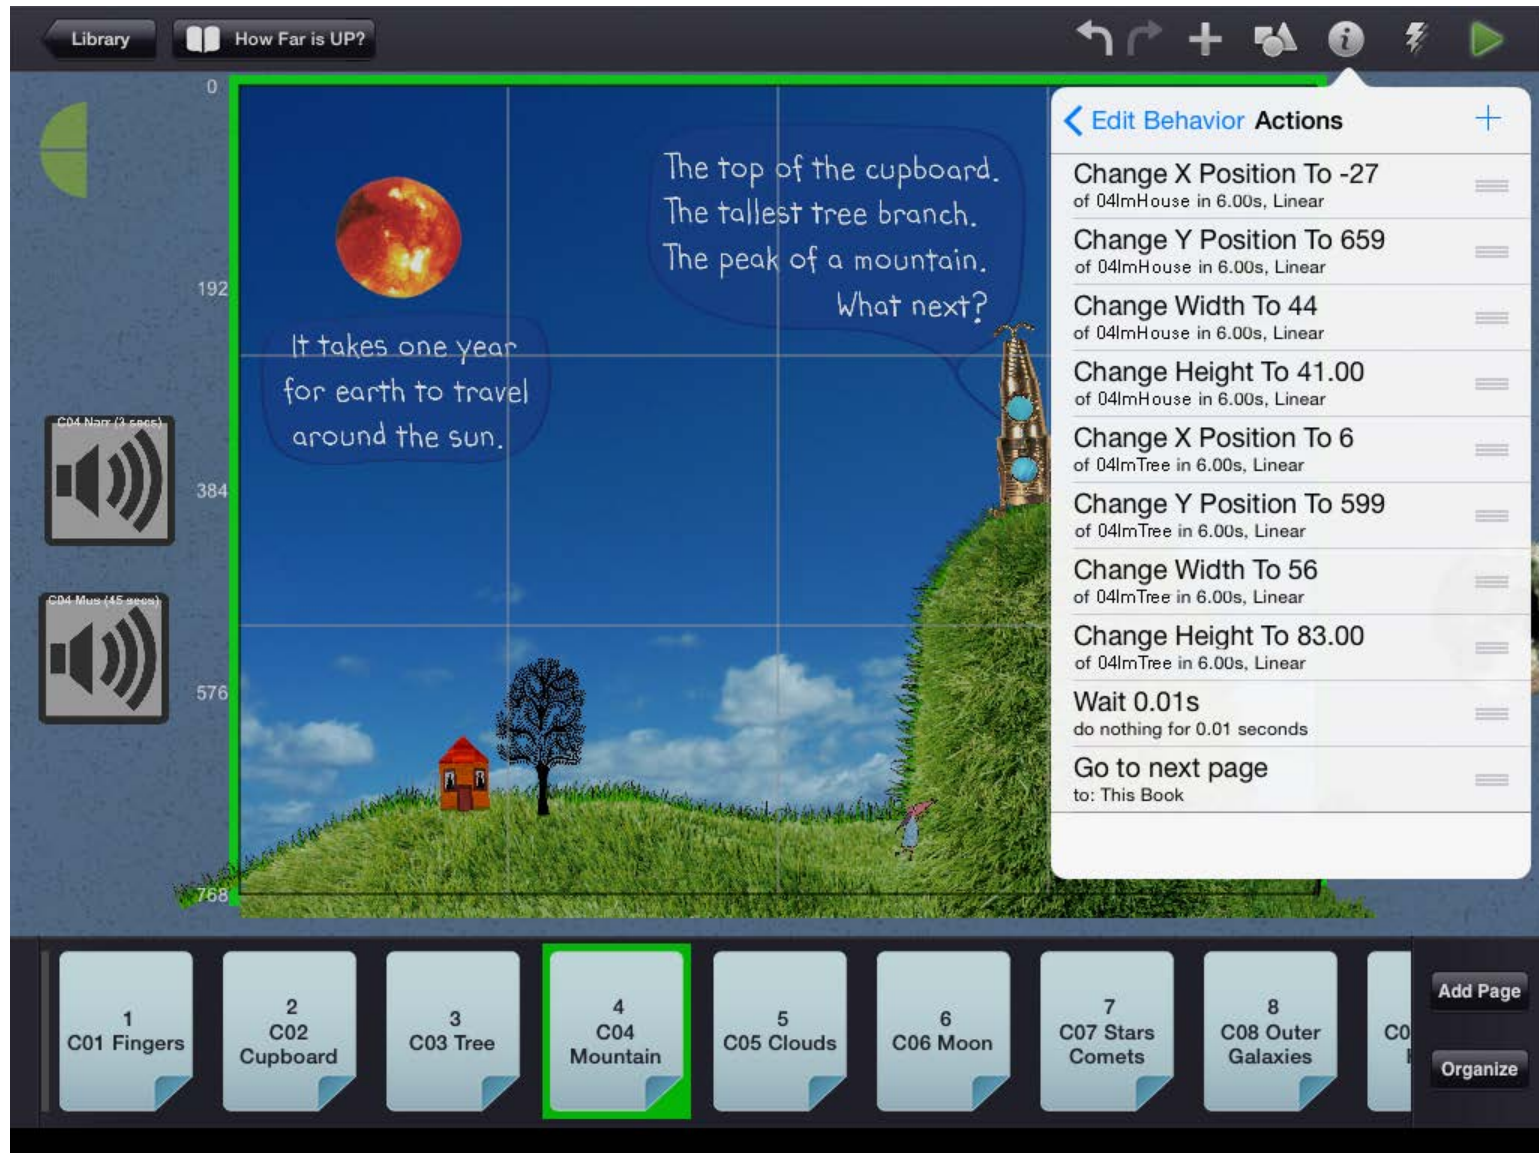 Library
How Far is UP?
0
192
384
576
768
C04 Narr (3 secs)
C04 Mus (45 secs)
It takes one year
for earth to travel
around the sun.
The top of the cupboard.
The tallest tree branch.
The peak of a mountain.
What next?
Edit Behavior Actions
Change X Position To -27
of 04ImHouse in 6.00s, Linear
Change Y Position To 659
of 04ImHouse in 6.00s, Linear
Change Width To 44
of 04ImHouse in 6.00s, Linear
Change Height To 41.00
of 04ImHouse in 6.00s, Linear
Change X Position To 6
of 04ImTree in 6.00s, Linear
Change Y Position To 599
of 04ImTree in 6.00s, Linear
Change Width To 56
of 04ImTree in 6.00s, Linear
Change Height To 83.00
of 04ImTree in 6.00s, Linear
Wait 0.01s
do nothing for 0.01 seconds
Go to next page
to: This Book
1
C01 Fingers
2
C02
Cupboard
3
C03 Tree
4
C04
Mountain
5
C05 Clouds
6
C06 Moon
7
C07 Stars
Comets
8
C08 Outer
Galaxies
Add Page
Organize